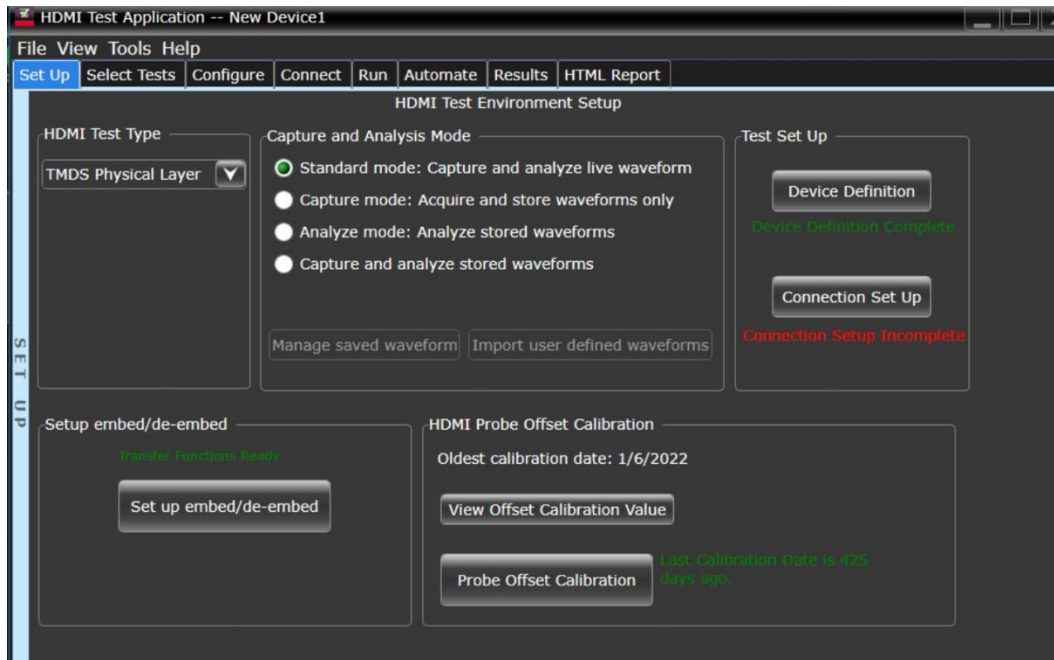 HDMI Test Application -- New Device1
File View Tools Help
Set Up Select Tests Configure Connect Run Automate Results HTML Report
HDMI Test Environment Setup
HDMI Test Type
TMDS Physical Layer
Capture and Analysis Mode
Standard mode: Capture and analyze live waveform
Capture mode: Acquire and store waveforms only
Analyze mode: Analyze stored waveforms
Capture and analyze stored waveforms
Manage saved waveform Import user defined waveforms
Test Set Up
Device Definition
Device Definition Complete
Connection Set Up
Connection Setup Incomplete
SET UP
Setup embed/de-embed
Transfer Functions Ready
Set up embed/de-embed
HDMI Probe Offset Calibration
Oldest calibration date: 1/6/2022
View Offset Calibration Value
Probe Offset Calibration
Last Calibration Date is 425
days ago.